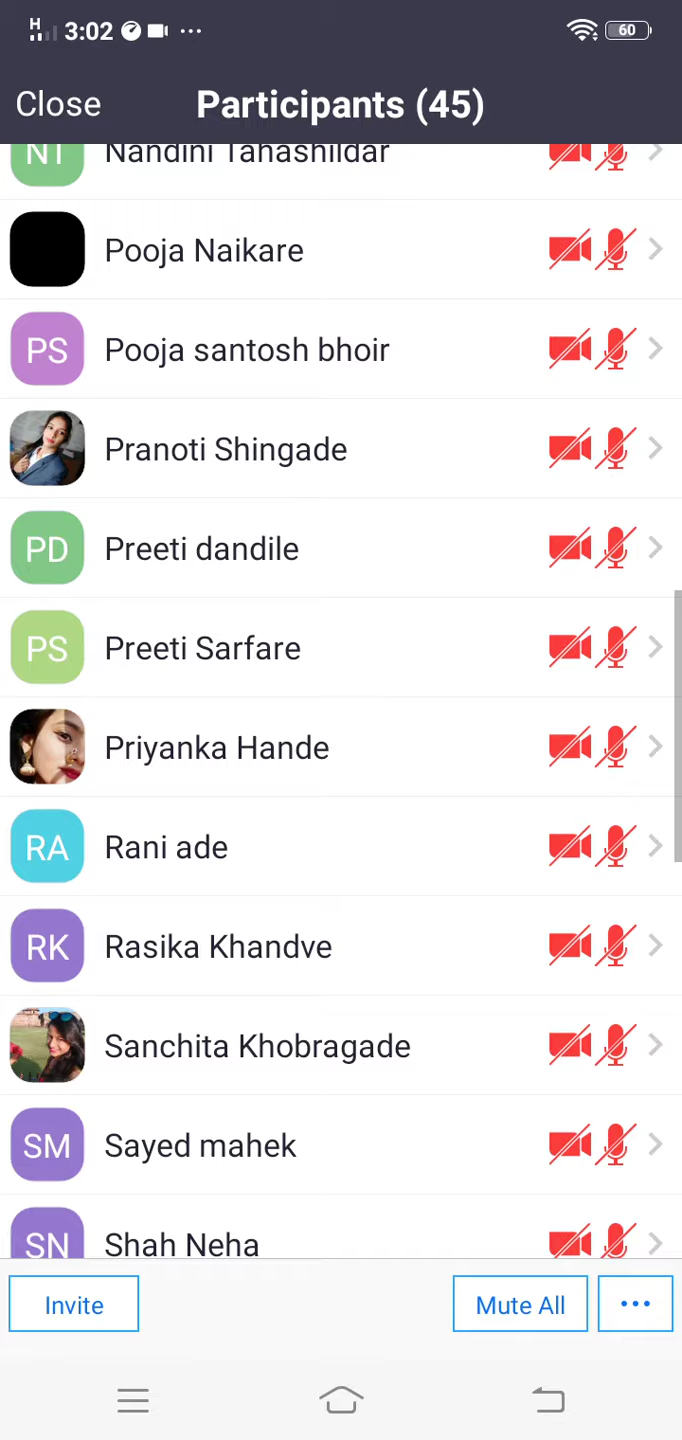 H 3:02 ... 60
Close Participants (45)
NT Nandini Tahashildar
Pooja Naikare
PS Pooja santosh bhoir
Pranoti Shingade
PD Preeti dandile
PS Preeti Sarfare
Priyanka Hande
RA Rani ade
RK Rasika Khandve
Sanchita Khobragade
SM Sayed mahek
SN Shah Neha
Invite Mute All ...